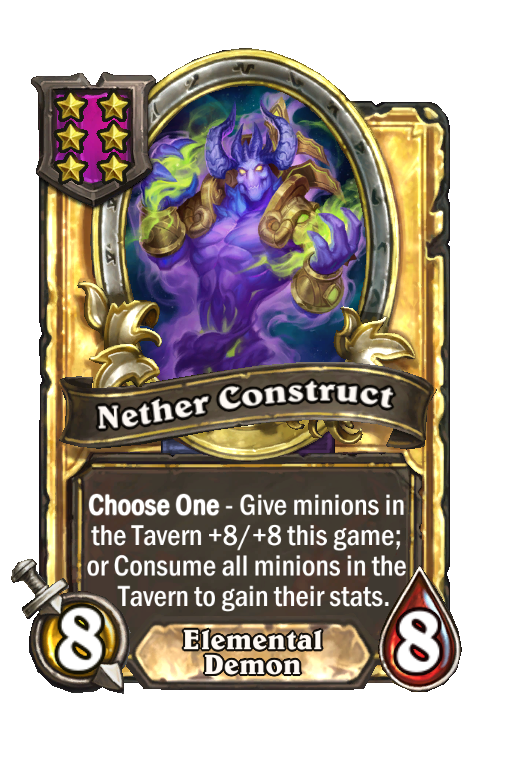 Nether Construct
Choose One - Give minions in
the Tavern +8/+8 this game;
or Consume all minions in the
Tavern to gain their stats.
8
Elemental
Demon
8